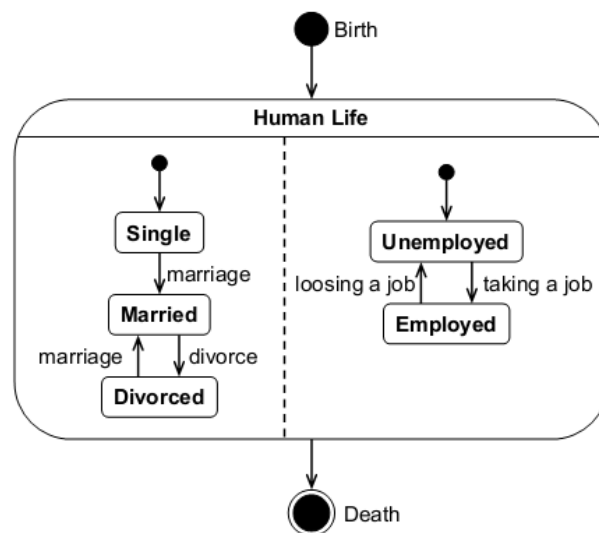 Birth
Human Life
Single
marriage
Married
marriage
divorce
Divorced
Unemployed
loosing a job
taking a job
Employed
Death